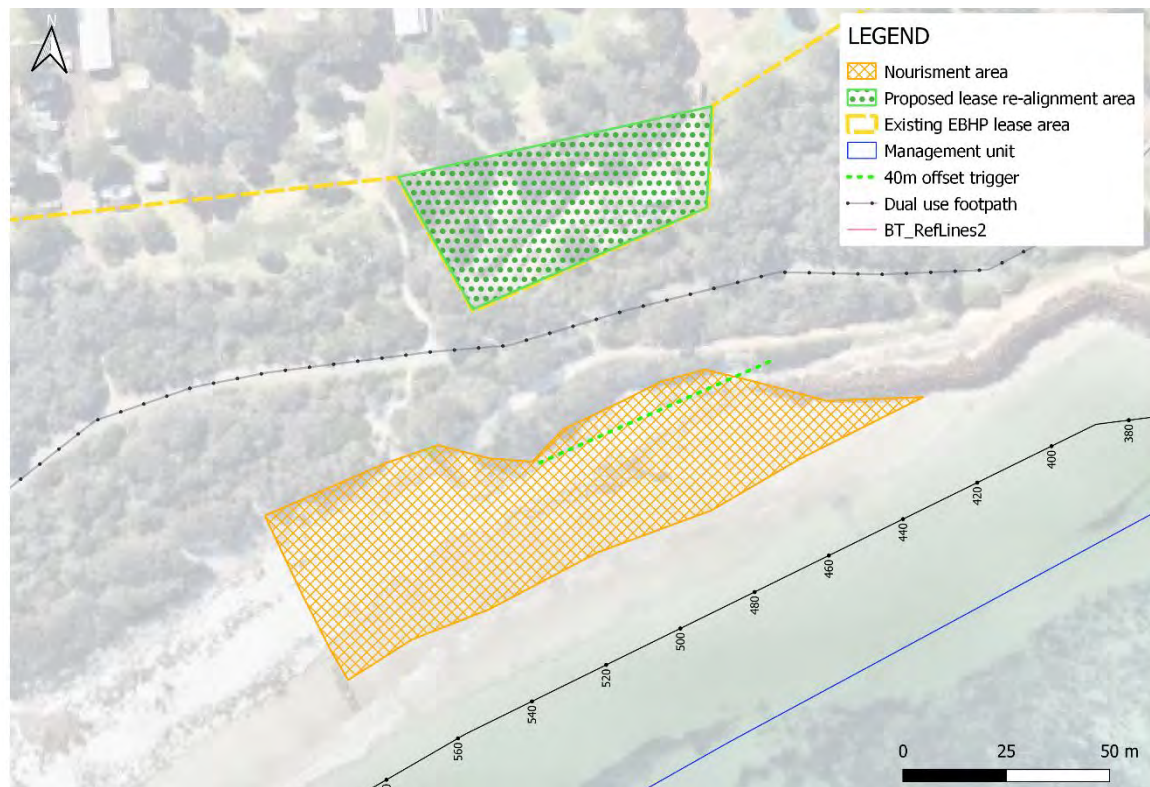 N
LEGEND
Nourisment area
Proposed lease re-alignment area
Existing EBHP lease area
Management unit
40m offset trigger
Dual use footpath
BT_RefLines2
380
400
420
440
460
480
500
520
540
560
0 25 50 m